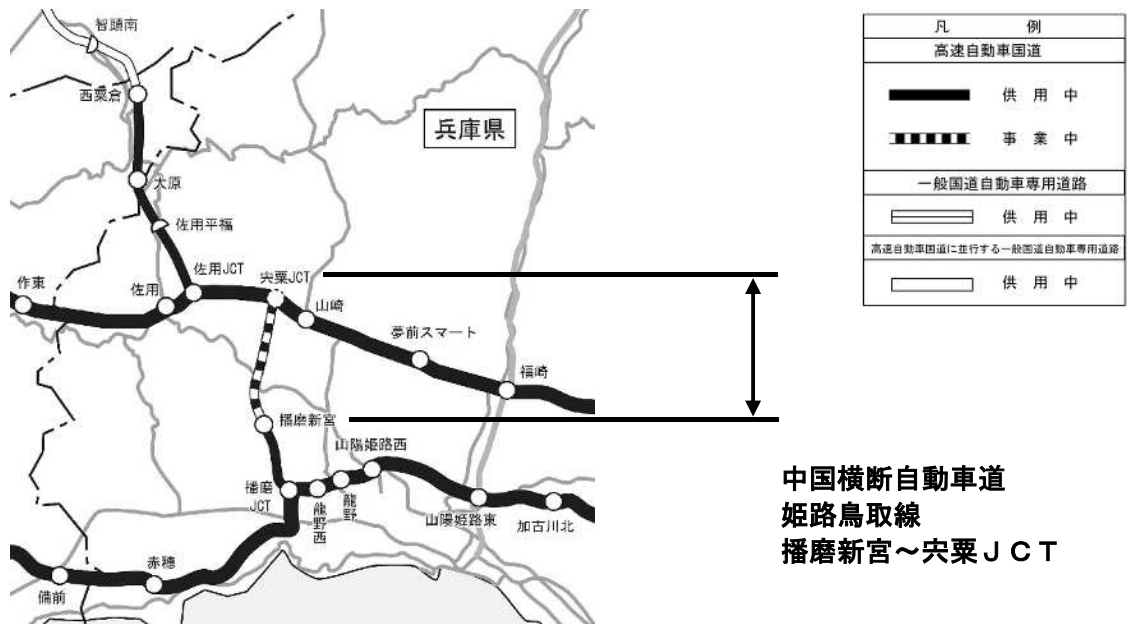 智頭南
西粟倉
大原
佐用平福
佐用JCT
宍粟JCT
作東
佐用
山崎
夢前スマート
福崎
播磨新宮
山陽姫路西
播磨
JCT
龍野西
龍野
山陽姫路東
加古川北
赤穂
備前
兵庫県
凡 例
高速自動車国道
供 用 中
事 業 中
一般国道自動車専用道路
供 用 中
高速自動車国道に並行する一般国道自動車専用道路
供 用 中
中国横断自動車道
姫路鳥取線
播磨新宮～宍粟ＪＣＴ